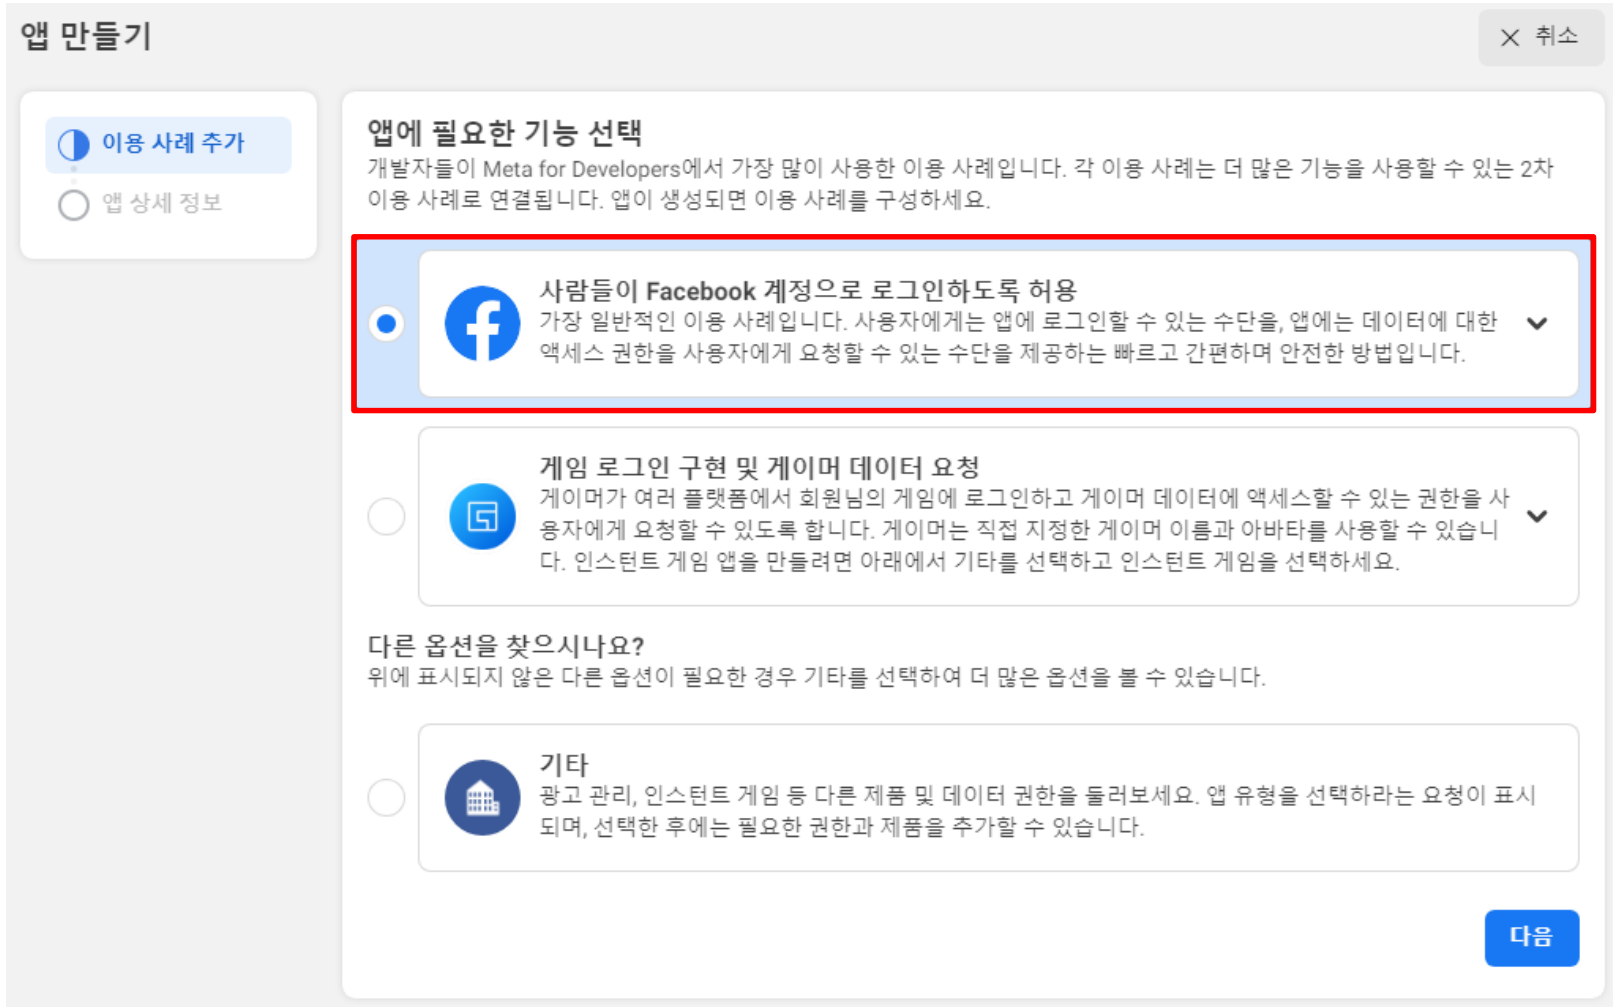 앱 만들기
취소
이용 사례 추가
앱 상세 정보
앱에 필요한 기능 선택
개발자들이 Meta for Developers에서 가장 많이 사용한 이용 사례입니다. 각 이용 사례는 더 많은 기능을 사용할 수 있는 2차
이용 사례로 연결됩니다. 앱이 생성되면 이용 사례를 구성하세요.
사람들이 Facebook 계정으로 로그인하도록 허용
가장 일반적인 이용 사례입니다. 사용자에게는 앱에 로그인할 수 있는 수단을, 앱에는 데이터에 대한
액세스 권한을 사용자에게 요청할 수 있는 수단을 제공하는 빠르고 간편하며 안전한 방법입니다.
게임 로그인 구현 및 게이머 데이터 요청
게이머가 여러 플랫폼에서 회원님의 게임에 로그인하고 게이머 데이터에 액세스할 수 있는 권한을 사
용자에게 요청할 수 있도록 합니다. 게이머는 직접 지정한 게이머 이름과 아바타를 사용할 수 있습니
다. 인스턴트 게임 앱을 만들려면 아래에서 기타를 선택하고 인스턴트 게임을 선택하세요.
다른 옵션을 찾으시나요?
위에 표시되지 않은 다른 옵션이 필요한 경우 기타를 선택하여 더 많은 옵션을 볼 수 있습니다.
기타
광고 관리, 인스턴트 게임 등 다른 제품 및 데이터 권한을 둘러보세요. 앱 유형을 선택하라는 요청이 표시
되며, 선택한 후에는 필요한 권한과 제품을 추가할 수 있습니다.
다음